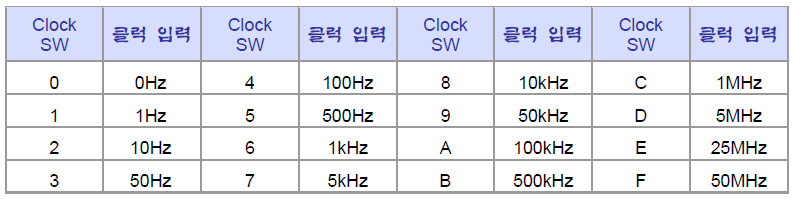 Clock SW 클럭 입력 Clock SW 클럭 입력 Clock SW 클럭 입력 Clock SW 클럭 입력
0 0Hz 4 100Hz 8 10kHz C 1MHz
1 1Hz 5 500Hz 9 50kHz D 5MHz
2 10Hz 6 1kHz A 100kHz E 25MHz
3 50Hz 7 5kHz B 500kHz F 50MHz